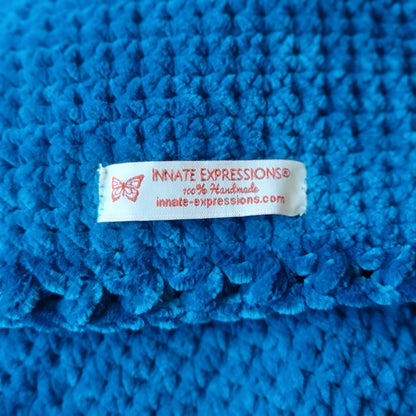 INNATE EXPRESSIONS®
100% Handmade
innate-expressions.com